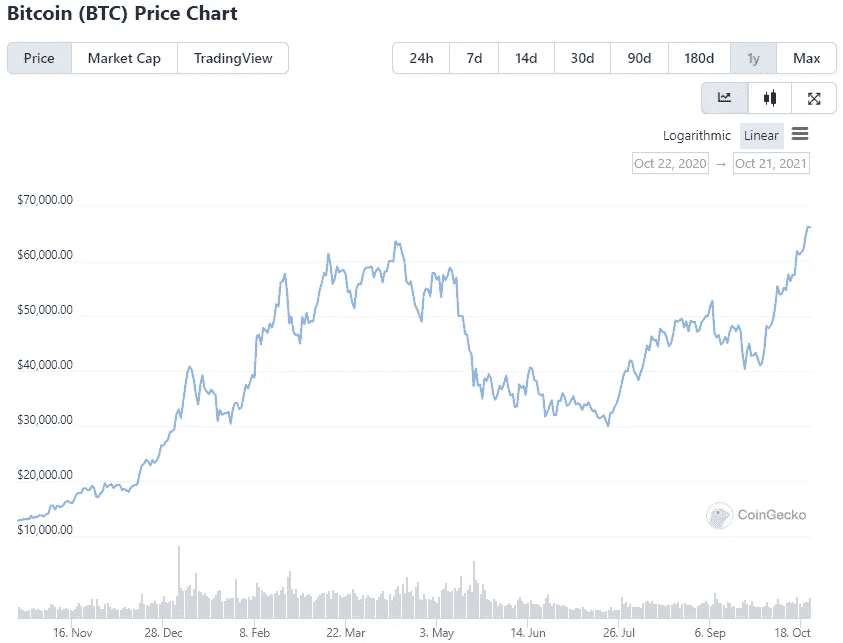 Bitcoin (BTC) Price Chart
Price Market Cap TradingView 24h 7d 14d 30d 90d 180d 1y Max
Logarithmic Linear
Oct 22, 2020 → Oct 21, 2021
$70,000.00
$60,000.00
$50,000.00
$40,000.00
$30,000.00
$20,000.00
CoinGecko
$10,000.00
16. Nov 28. Dec 8. Feb 22. Mar 3. May 14. Jun 26. Jul 6. Sep 18. Oct